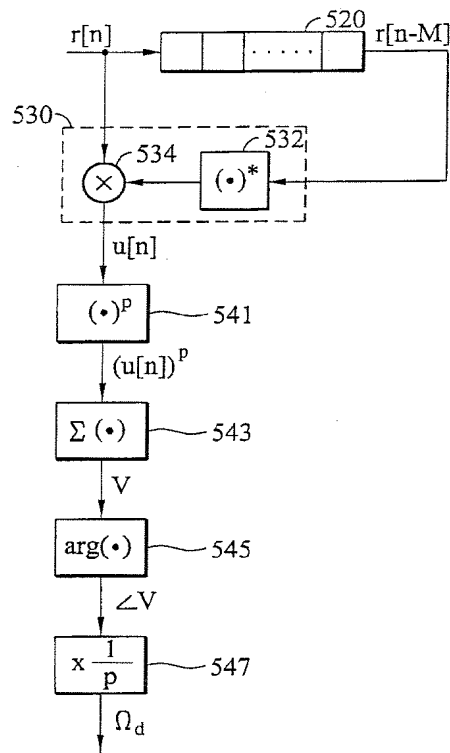 520
r[n]
r[n-M]
.....
530
532
534
×
(•)*
u[n]
(•)ᵖ
541
(u[n])ᵖ
Σ (•)
543
V
arg(•)
545
∠V
x 1/p
547
Ω_d